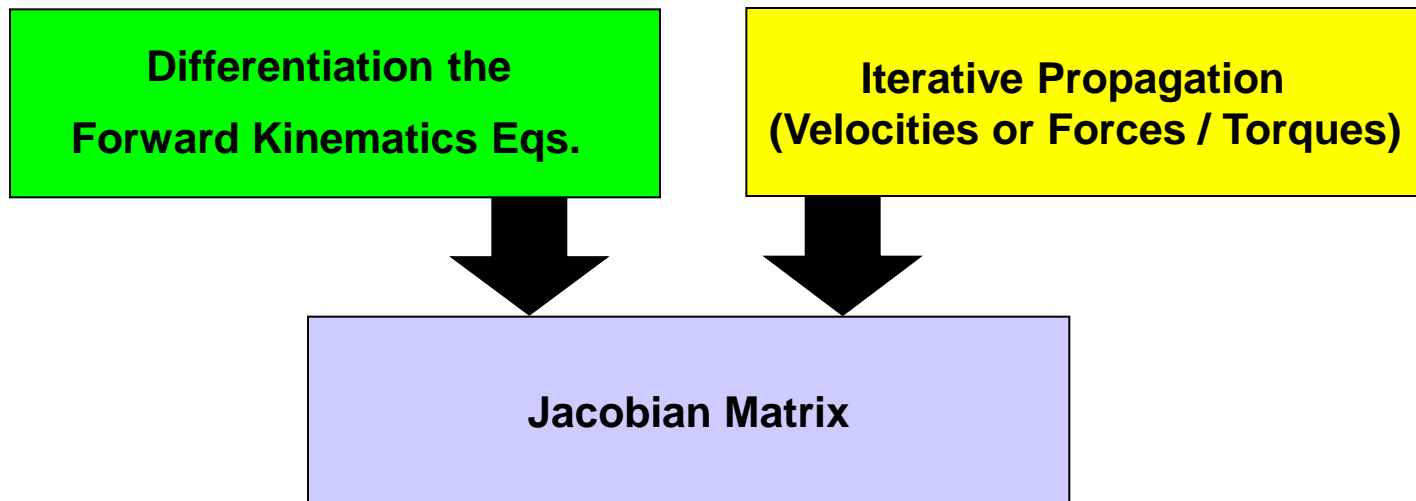 Differentiation the
Forward Kinematics Eqs.
Iterative Propagation
(Velocities or Forces / Torques)
Jacobian Matrix